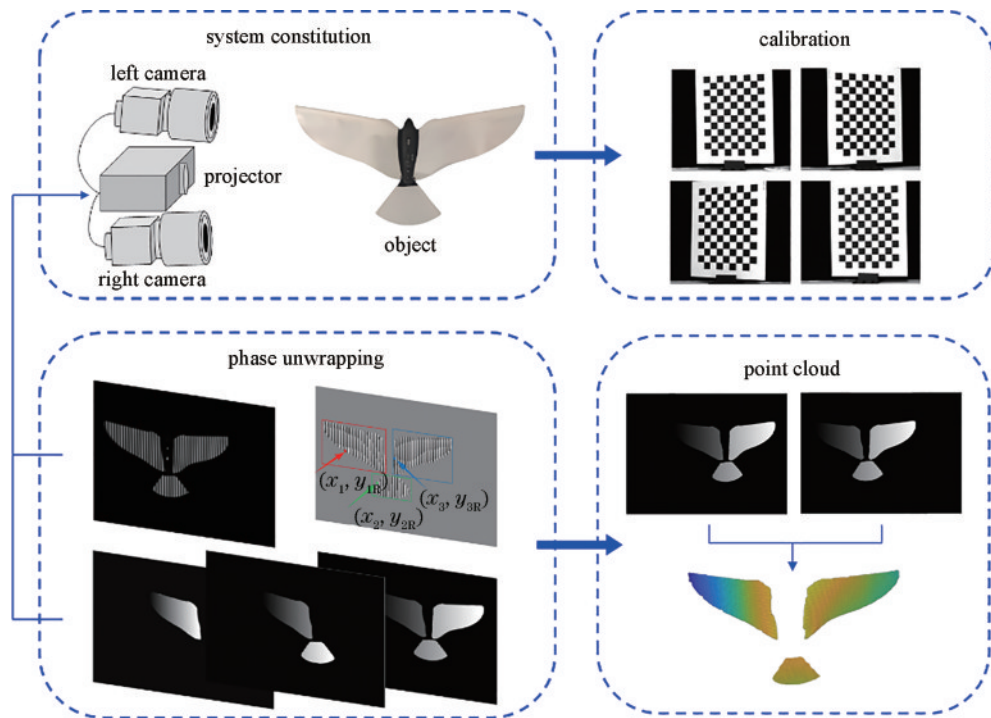 system constitution
left camera
projector
right camera
object
calibration
phase unwrapping
(x₁, y₁R)
(x₂, y₂R)
(x₃, y₃R)
point cloud